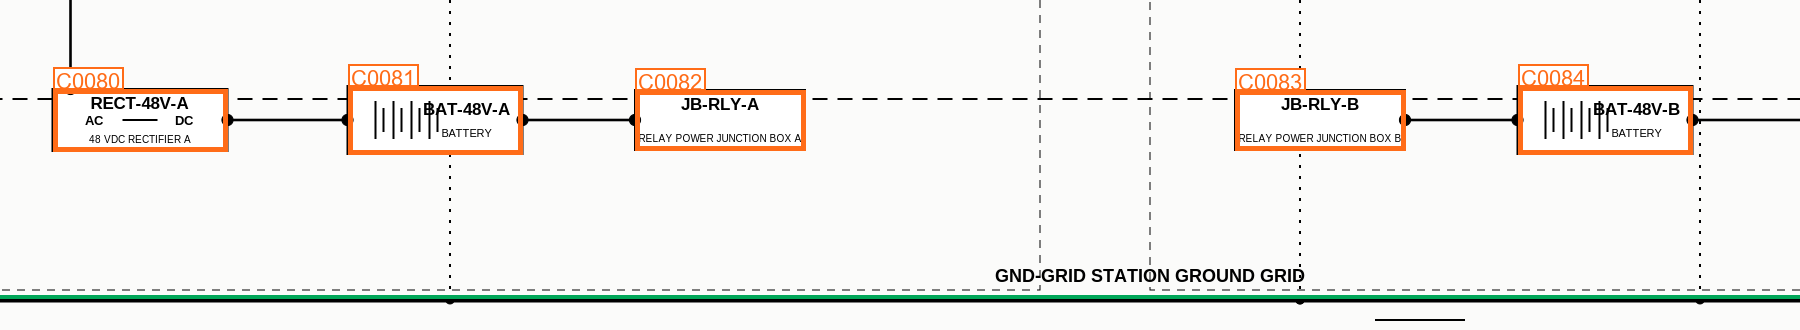 C0080
RECT-48V-A
AC DC
48 VDC RECTIFIER A
C0081
BAT-48V-A
BATTERY
C0082
JB-RLY-A
RELAY POWER JUNCTION BOX A
C0083
JB-RLY-B
RELAY POWER JUNCTION BOX B
C0084
BAT-48V-B
BATTERY
GND-GRID STATION GROUND GRID